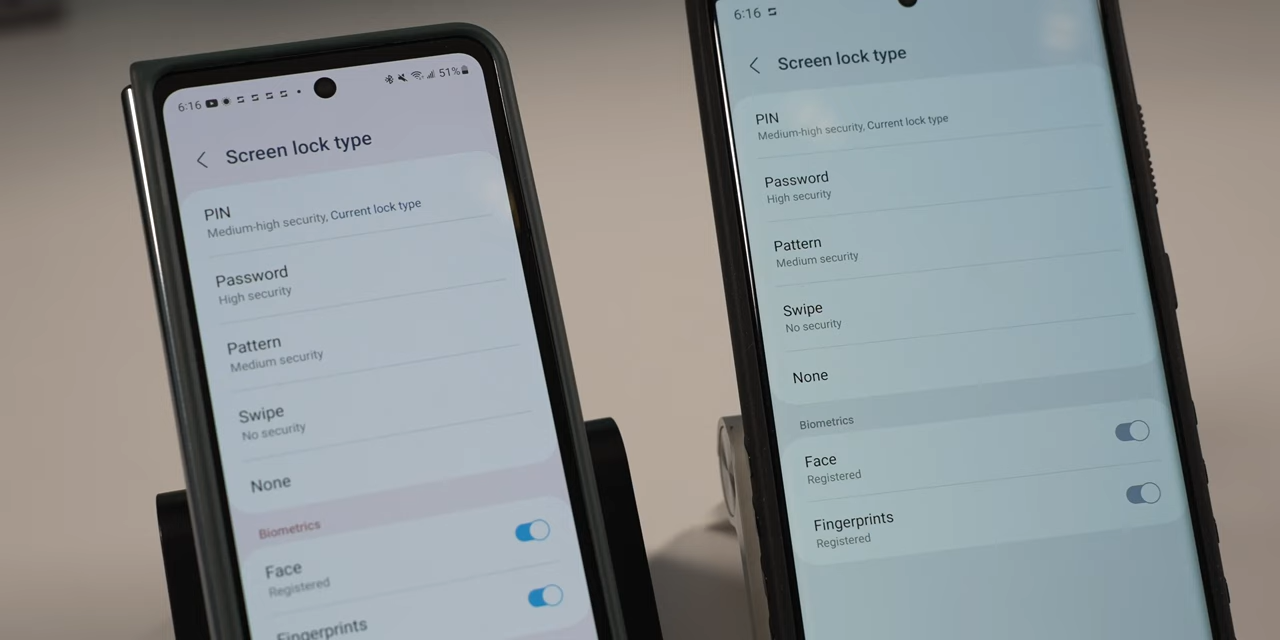 6:16
51%
Screen lock type
PIN
Medium-high security, Current lock type
Password
High security
Pattern
Medium security
Swipe
No security
None
Biometrics
Face
Registered
Fingerprints
6:16
Screen lock type
PIN
Medium-high security, Current lock type
Password
High security
Pattern
Medium security
Swipe
No security
None
Biometrics
Face
Registered
Fingerprints
Registered